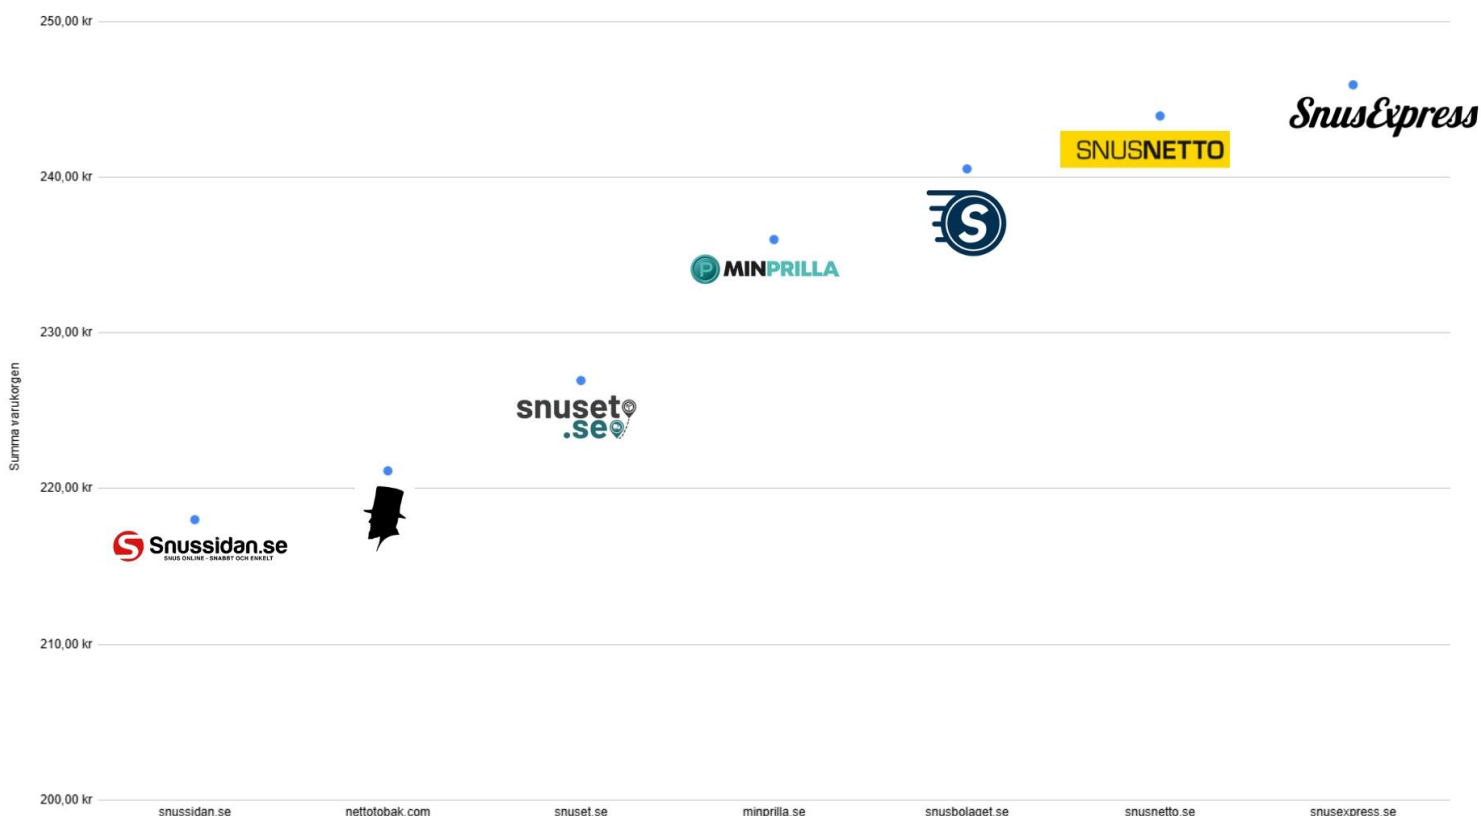 250,00 kr
SnusExpress
SNUSNETTO
240,00 kr
S
P MINPRILLA
230,00 kr
Summa varukorgen
snuset
.se
220,00 kr
S Snussidan.se
SNUS ONLINE - SNABBT OCH ENKELT
210,00 kr
200,00 kr
snussidan.se
nettotobak.com
snuset.se
minprilla.se
snusbolaget.se
snusnetto.se
snusexpress.se